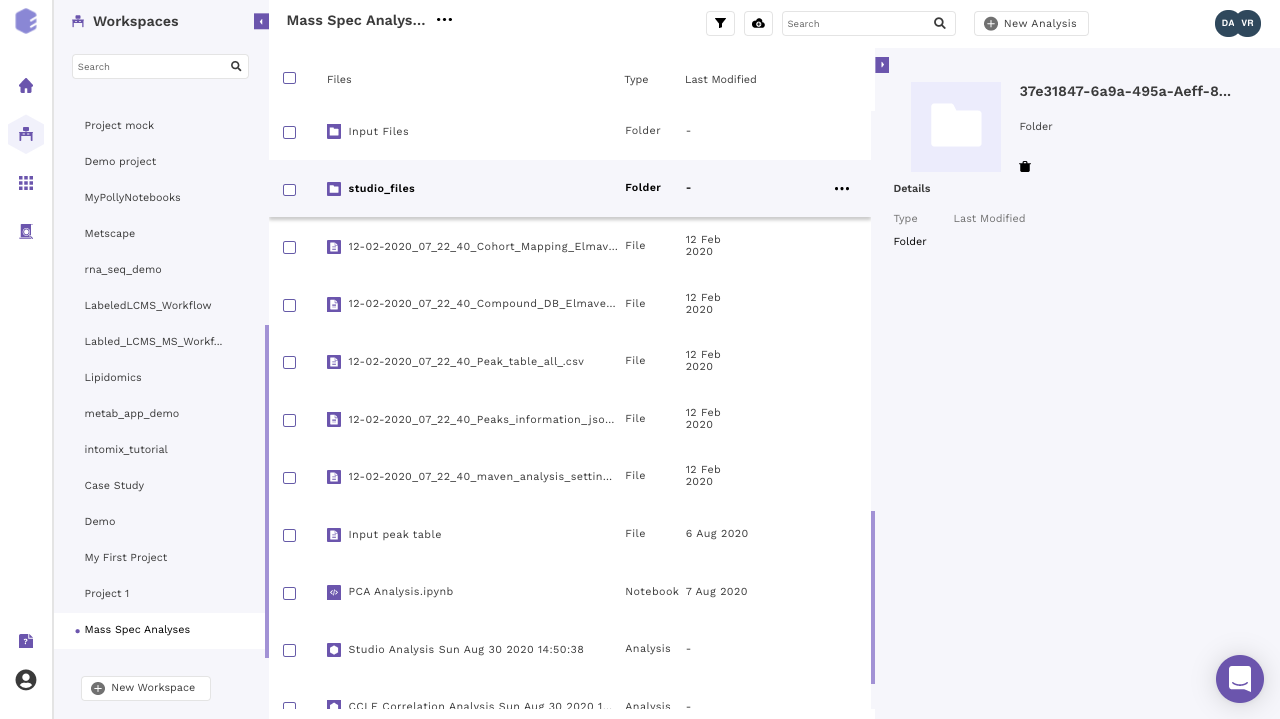 Workspaces
Search
Project mock
Demo project
MyPollyNotebooks
Metscape
rna_seq_demo
LabeledLCMS_Workflow
Labled_LCMS_MS_Workf...
Lipidomics
metab_app_demo
intomix_tutorial
Case Study
Demo
My First Project
Project 1
Mass Spec Analyses
New Workspace
Mass Spec Analys...
Search
New Analysis
DA VR
Files Type Last Modified
Input Files Folder -
studio_files Folder -
12-02-2020_07_22_40_Cohort_Mapping_Elmav... File 12 Feb
2020
12-02-2020_07_22_40_Compound_DB_Elmave... File 12 Feb
2020
12-02-2020_07_22_40_Peak_table_all_.csv File 12 Feb
2020
12-02-2020_07_22_40_Peaks_information_jso... File 12 Feb
2020
12-02-2020_07_22_40_maven_analysis_settin... File 12 Feb
2020
Input peak table File 6 Aug 2020
PCA Analysis.ipynb Notebook 7 Aug 2020
Studio Analysis Sun Aug 30 2020 14:50:38 Analysis -
CCLE Correlation Analysis Sun Aug 30 2020 1... Analysis -
37e31847-6a9a-495a-Aeff-8...
Folder
Details
Type Last Modified
Folder